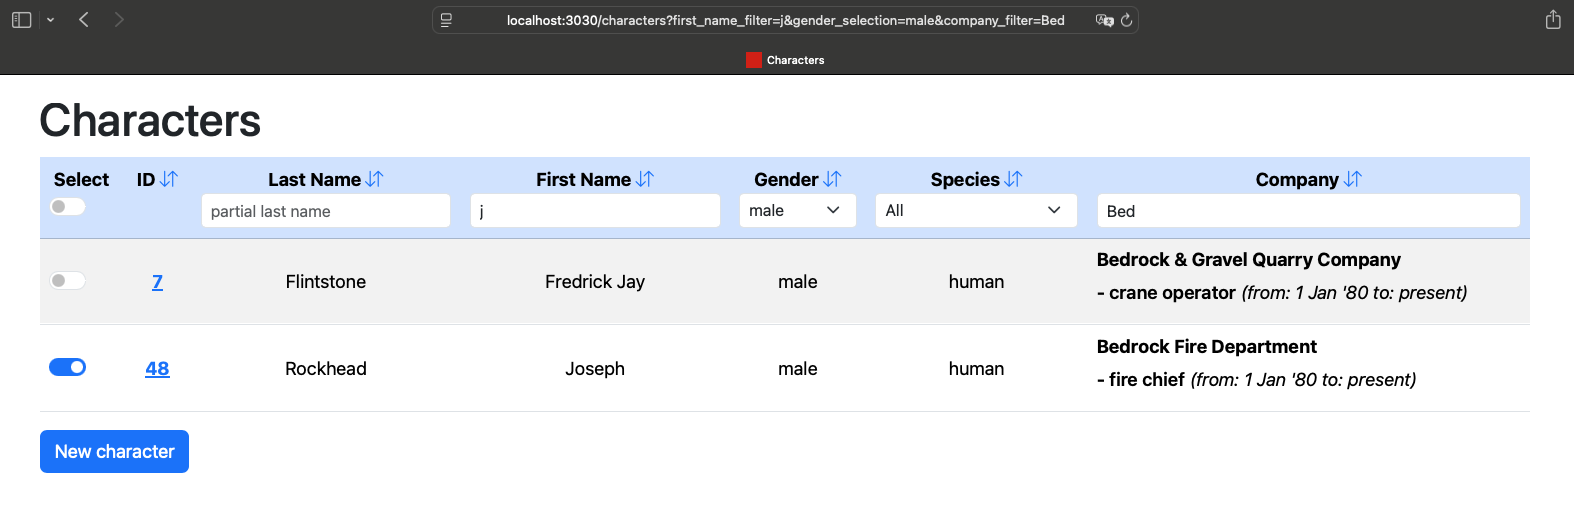 localhost:3030/characters?first_name_filter=j&gender_selection=male&company_filter=Bed
Characters
Characters
Select ID Last Name First Name Gender Species Company
partial last name j male All Bed
7 Flintstone Fredrick Jay male human Bedrock & Gravel Quarry Company
- crane operator (from: 1 Jan '80 to: present)
48 Rockhead Joseph male human Bedrock Fire Department
- fire chief (from: 1 Jan '80 to: present)
New character